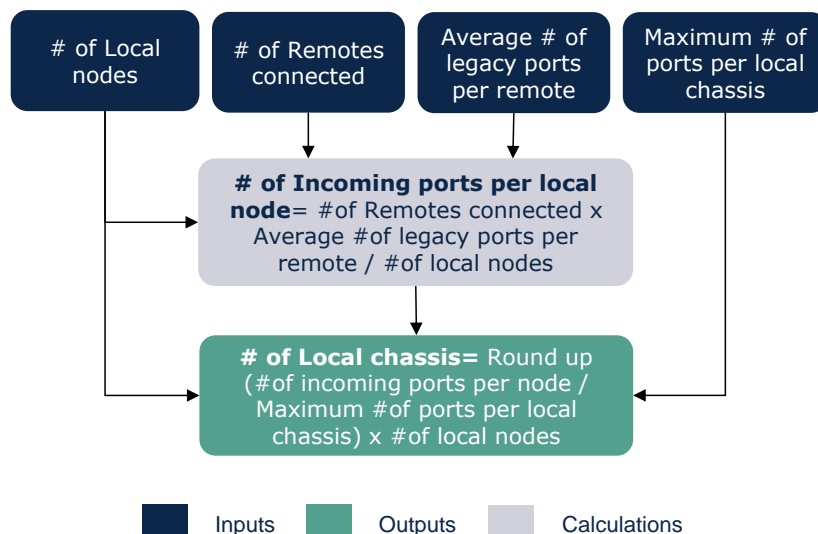 # of Local
nodes
# of Remotes
connected
Average # of
legacy ports
per remote
Maximum # of
ports per local
chassis
# of Incoming ports per local
node= #of Remotes connected x
Average #of legacy ports per
remote / #of local nodes
# of Local chassis= Round up
(#of incoming ports per node /
Maximum #of ports per local
chassis) x #of local nodes
Inputs
Outputs
Calculations